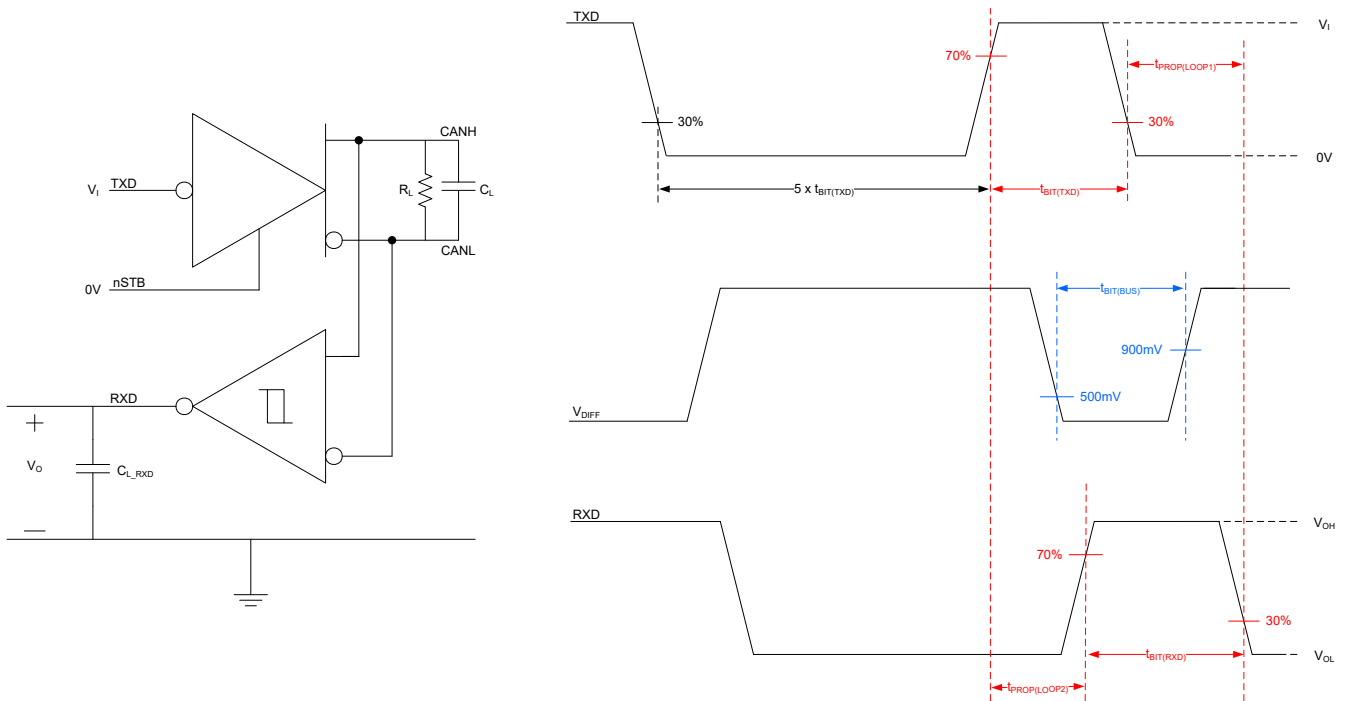 CANH
R_L
C_L
V_I TXD
CANL
0V nSTB
RXD
+
V_O
C_L_RXD
—
TXD
V_I
70%
t_PROP(LOOP1)
30%
30%
0V
5 x t_BIT(TXD)
t_BIT(TXD)
t_BIT(BUS)
900mV
500mV
V_DIFF
RXD
V_OH
70%
30%
t_BIT(RXD)
V_OL
t_PROP(LOOP2)